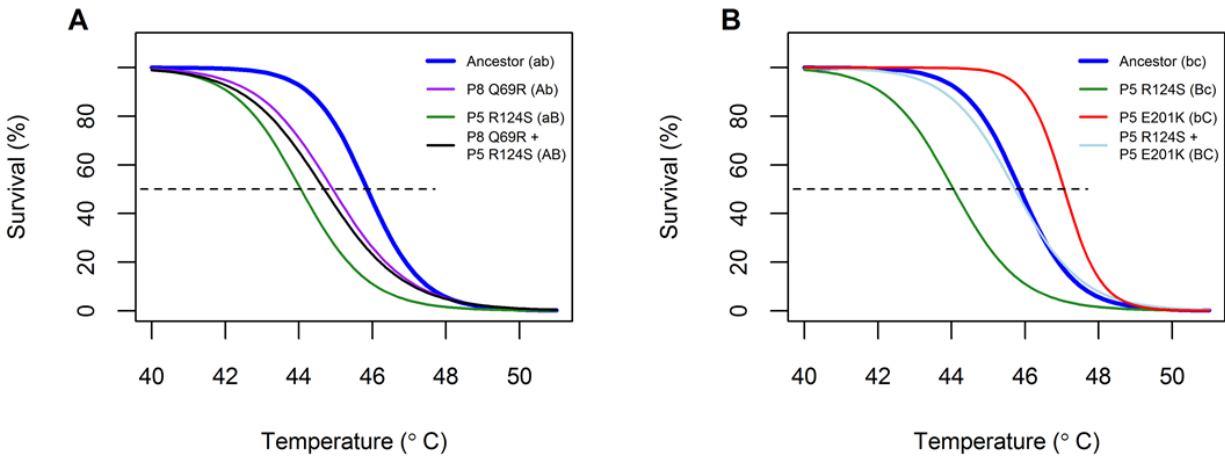 A
Survival (%)
80
60
40
20
0
Ancestor (ab)
P8 Q69R (Ab)
P5 R124S (aB)
P8 Q69R +
P5 R124S (AB)
40 42 44 46 48 50
Temperature (° C)
B
Survival (%)
80
60
40
20
0
Ancestor (bc)
P5 R124S (Bc)
P5 E201K (bC)
P5 R124S +
P5 E201K (BC)
40 42 44 46 48 50
Temperature (° C)